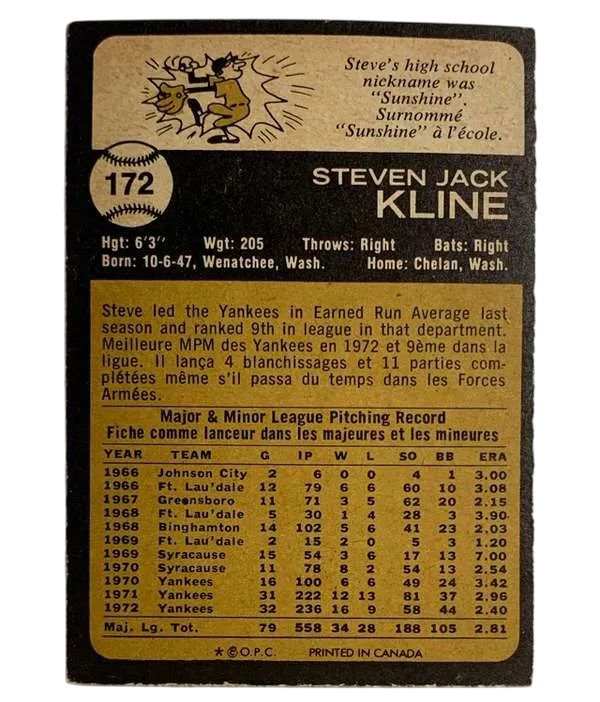 Steve's high school
nickname was
"Sunshine".
Surnommé
"Sunshine" à l'école.
172
STEVEN JACK
KLINE
Hgt: 6'3" Wgt: 205 Throws: Right Bats: Right
Born: 10-6-47, Wenatchee, Wash. Home: Chelan, Wash.
Steve led the Yankees in Earned Run Average last
season and ranked 9th in league in that department.
Meilleure MPM des Yankees en 1972 et 9ème dans la
ligue. Il lança 4 blanchissages et 11 parties com-
plétées même s'il passa du temps dans les Forces
Armées.
Major & Minor League Pitching Record
Fiche comme lanceur dans les majeures et les mineures
YEAR TEAM G IP W L SO BB ERA
1966 Johnson City 2 6 0 0 4 1 3.00
1966 Ft. Lau'dale 12 79 6 6 60 10 3.08
1967 Greensboro 11 71 3 5 62 20 2.15
1968 Ft. Lau'dale 5 30 1 4 28 3 3.90
1968 Binghamton 14 102 5 6 41 23 2.03
1969 Ft. Lau'dale 2 15 2 0 5 3 1.20
1969 Syracause 15 54 3 6 17 13 7.00
1970 Syracause 11 78 8 2 54 13 2.54
1970 Yankees 16 100 6 6 49 24 3.42
1971 Yankees 31 222 12 13 81 37 2.96
1972 Yankees 32 236 16 9 58 44 2.40
Maj. Lg. Tot. 79 558 34 28 188 105 2.81
★ © O.P.C. PRINTED IN CANADA